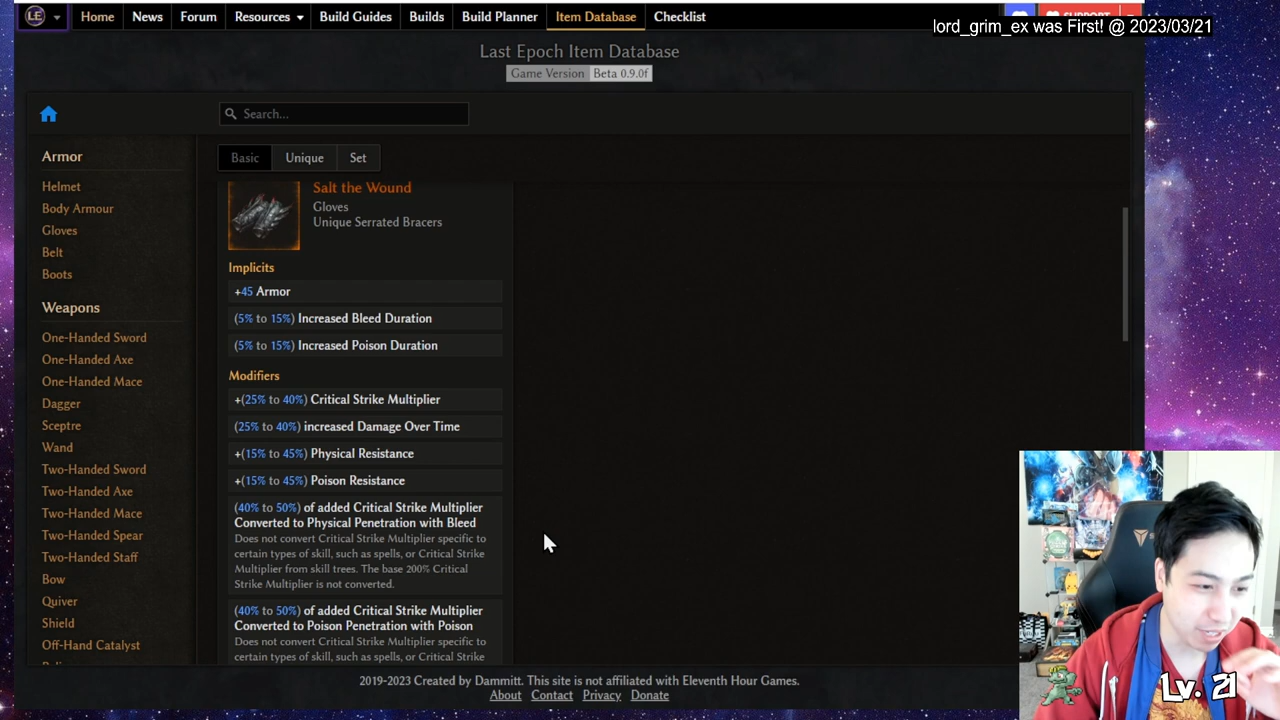 LE
Home
News
Forum
Resources
Build Guides
Builds
Build Planner
Item Database
Checklist
SUPPORT
lord_grim_ex was First! @ 2023/03/21
Last Epoch Item Database
Game Version Beta 0.9.0f
Search...
Basic
Unique
Set
Armor
Helmet
Body Armour
Gloves
Belt
Boots
Weapons
One-Handed Sword
One-Handed Axe
One-Handed Mace
Dagger
Sceptre
Wand
Two-Handed Sword
Two-Handed Axe
Two-Handed Mace
Two-Handed Spear
Two-Handed Staff
Bow
Quiver
Shield
Off-Hand Catalyst
Salt the Wound
Gloves
Unique Serrated Bracers
Implicits
+45 Armor
(5% to 15%) Increased Bleed Duration
(5% to 15%) Increased Poison Duration
Modifiers
+(25% to 40%) Critical Strike Multiplier
(25% to 40%) increased Damage Over Time
+(15% to 45%) Physical Resistance
+(15% to 45%) Poison Resistance
(40% to 50%) of added Critical Strike Multiplier
Converted to Physical Penetration with Bleed
Does not convert Critical Strike Multiplier specific to
certain types of skill, such as spells, or Critical Strike
Multiplier from skill trees. The base 200% Critical
Strike Multiplier is not converted.
(40% to 50%) of added Critical Strike Multiplier
Converted to Poison Penetration with Poison
Does not convert Critical Strike Multiplier specific to
certain types of skill, such as spells, or Critical Strike
2019-2023 Created by Dammitt. This site is not affiliated with Eleventh Hour Games.
About Contact Privacy Donate
Lv. 21